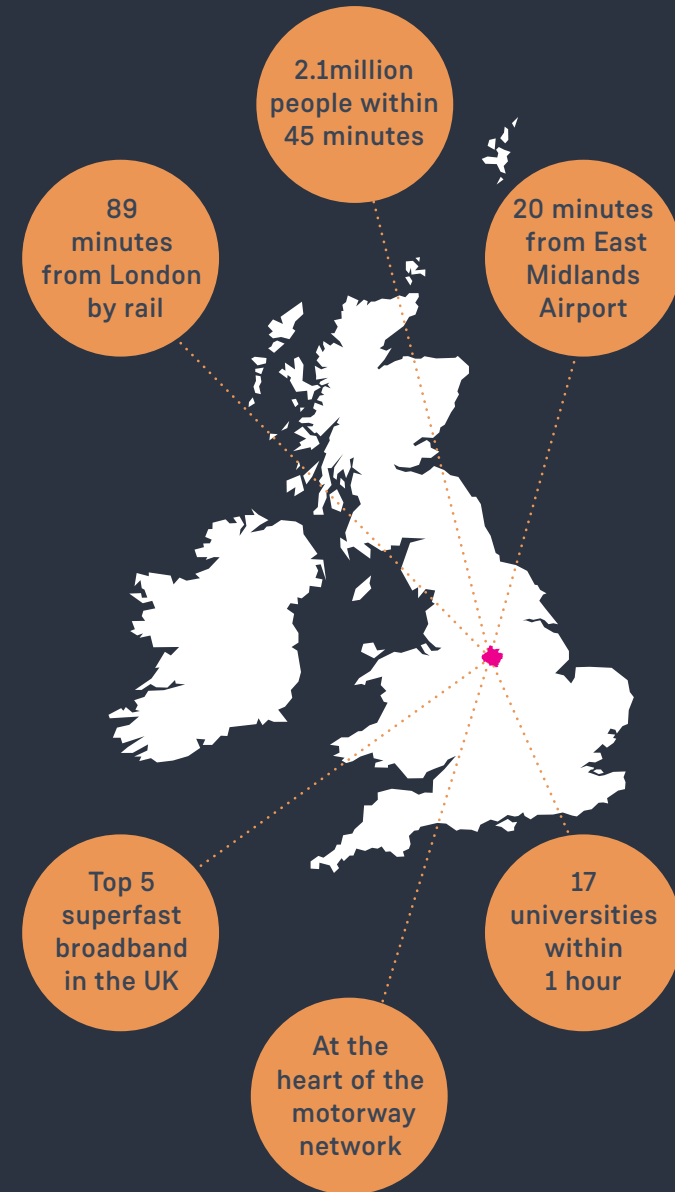 2.1million
people within
45 minutes
89
minutes
from London
by rail
20 minutes
from East
Midlands
Airport
Top 5
superfast
broadband
in the UK
17
universities
within
1 hour
At the
heart of the
motorway
network